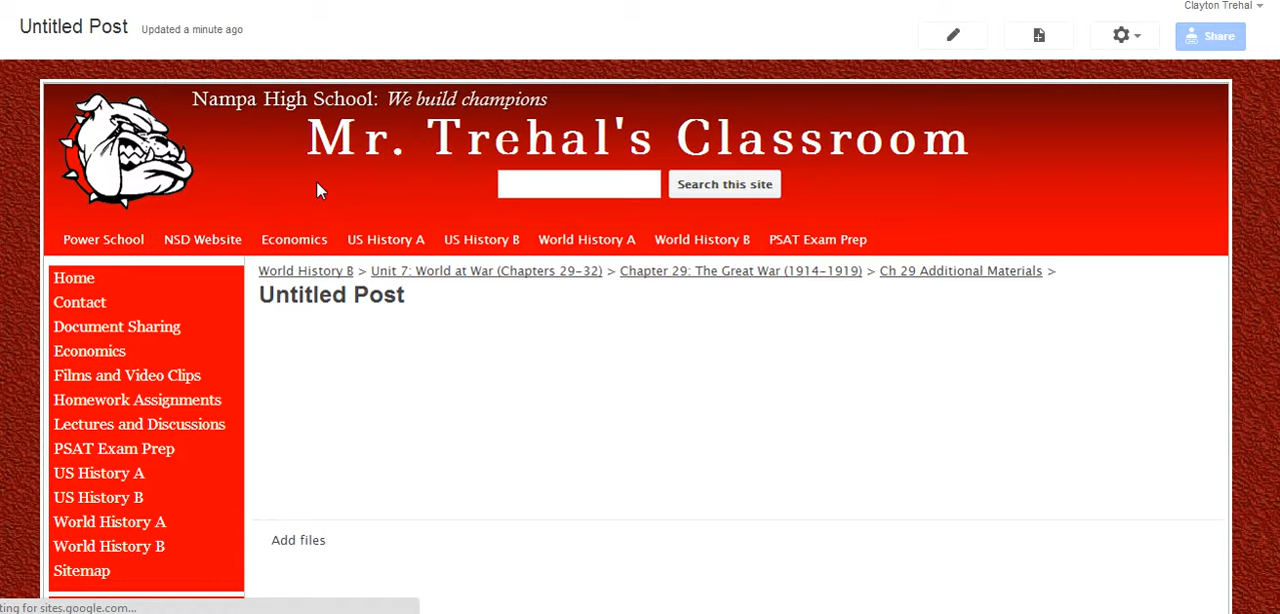 Clayton Trehal
Untitled Post Updated a minute ago
Share
Nampa High School: We build champions
Mr. Trehal's Classroom
Search this site
Power School NSD Website Economics US History A US History B World History A World History B PSAT Exam Prep
World History B > Unit 7: World at War (Chapters 29-32) > Chapter 29: The Great War (1914-1919) > Ch 29 Additional Materials >
Untitled Post
Home
Contact
Document Sharing
Economics
Films and Video Clips
Homework Assignments
Lectures and Discussions
PSAT Exam Prep
US History A
US History B
World History A
World History B
Sitemap
Add files
ting for sites.google.com...